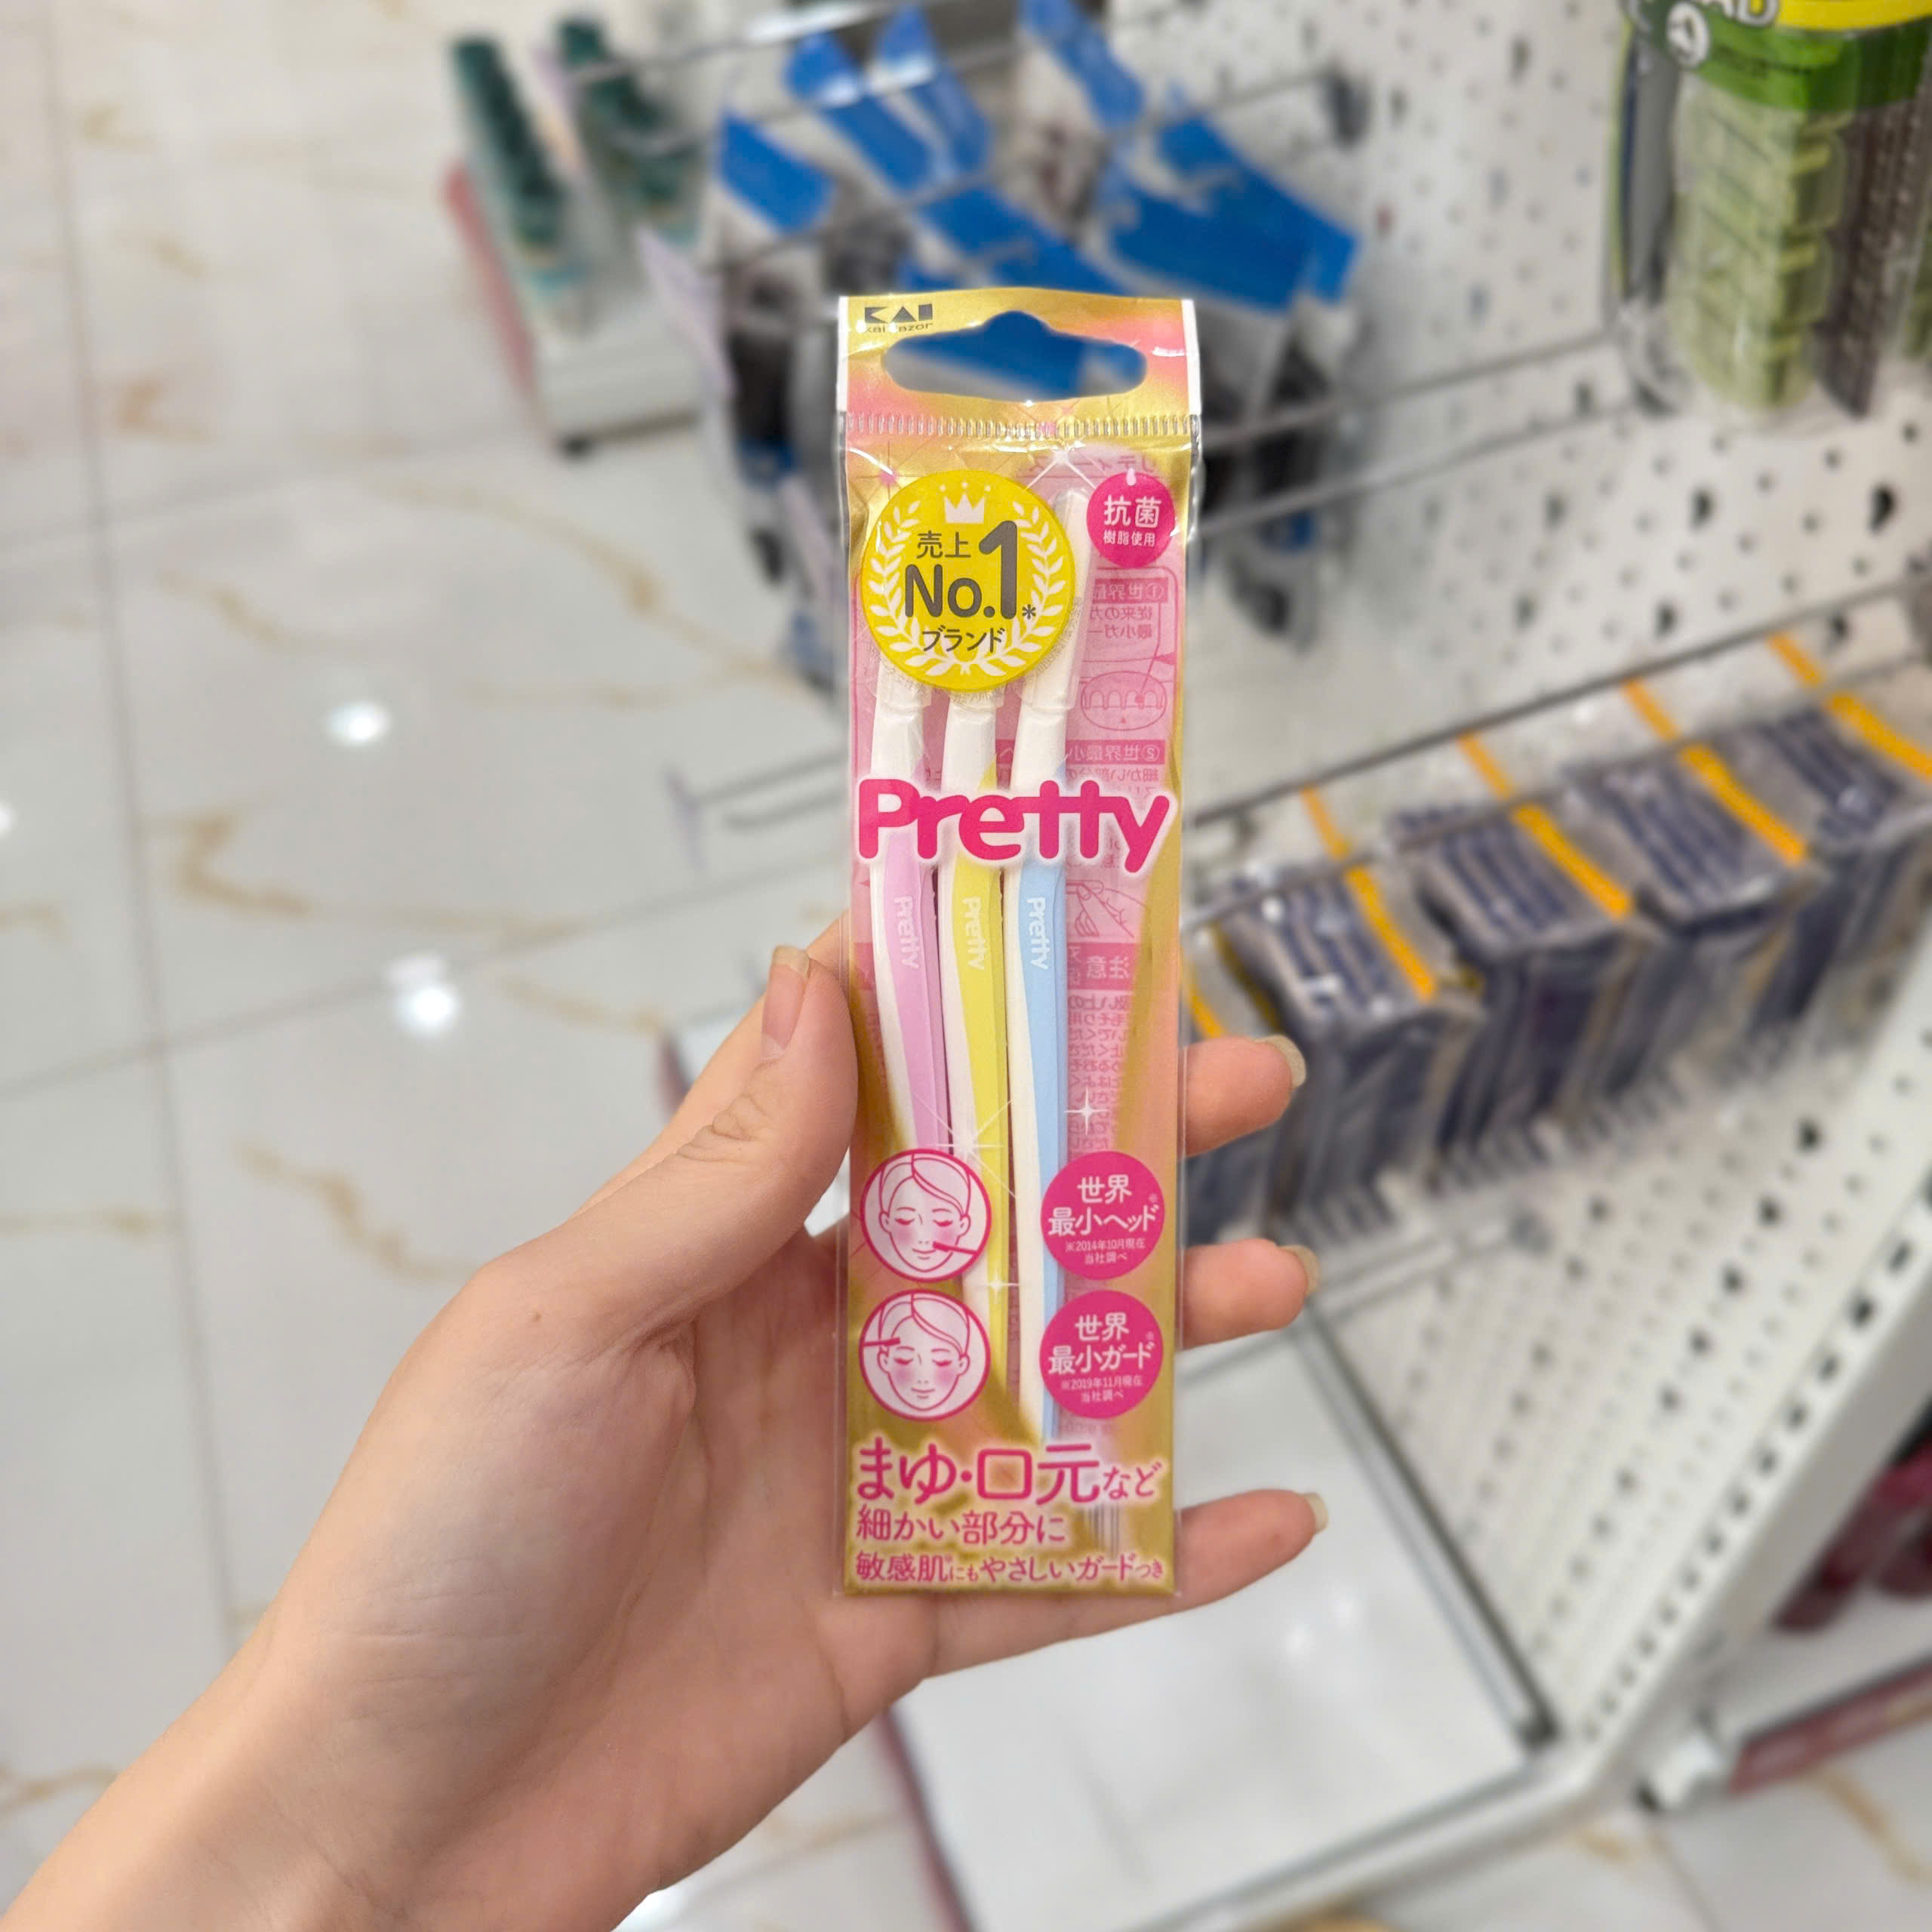 KAI
kai razor
売上
No.1*
ブランド
抗菌
樹脂使用
Pretty
Pretty
Pretty
Pretty
世界
最小ヘッド※
※2014年10月現在
当社調べ
世界
最小ガード※
※2019年11月現在
当社調べ
まゆ・口元など
細かい部分に
敏感肌にもやさしいガードつき